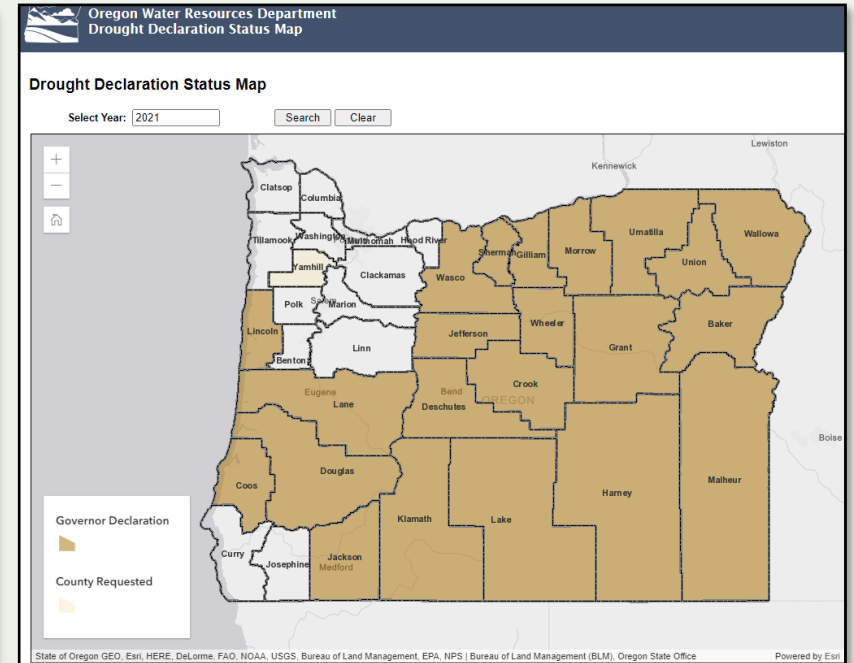 Oregon Water Resources Department
Drought Declaration Status Map
Drought Declaration Status Map
Select Year: 2021 Search Clear
+
−
Lewiston
Kennewick
Clatsop
Columbia
Tillamook
Washington
Multnomah
Hood River
Yamhill
Clackamas
Wasco
Sherman
Gilliam
Morrow
Umatilla
Union
Wallowa
Polk
Salem
Marion
Lincoln
Benton
Linn
Jefferson
Wheeler
Grant
Baker
Eugene
Lane
Bend
Deschutes
Crook
OREGON
Boise
Coos
Douglas
Klamath
Lake
Harney
Malheur
Curry
Josephine
Jackson
Medford
Governor Declaration
County Requested
State of Oregon GEO, Esri, HERE, DeLorme, FAO, NOAA, USGS, Bureau of Land Management, EPA, NPS | Bureau of Land Management (BLM), Oregon State Office Powered by Esri